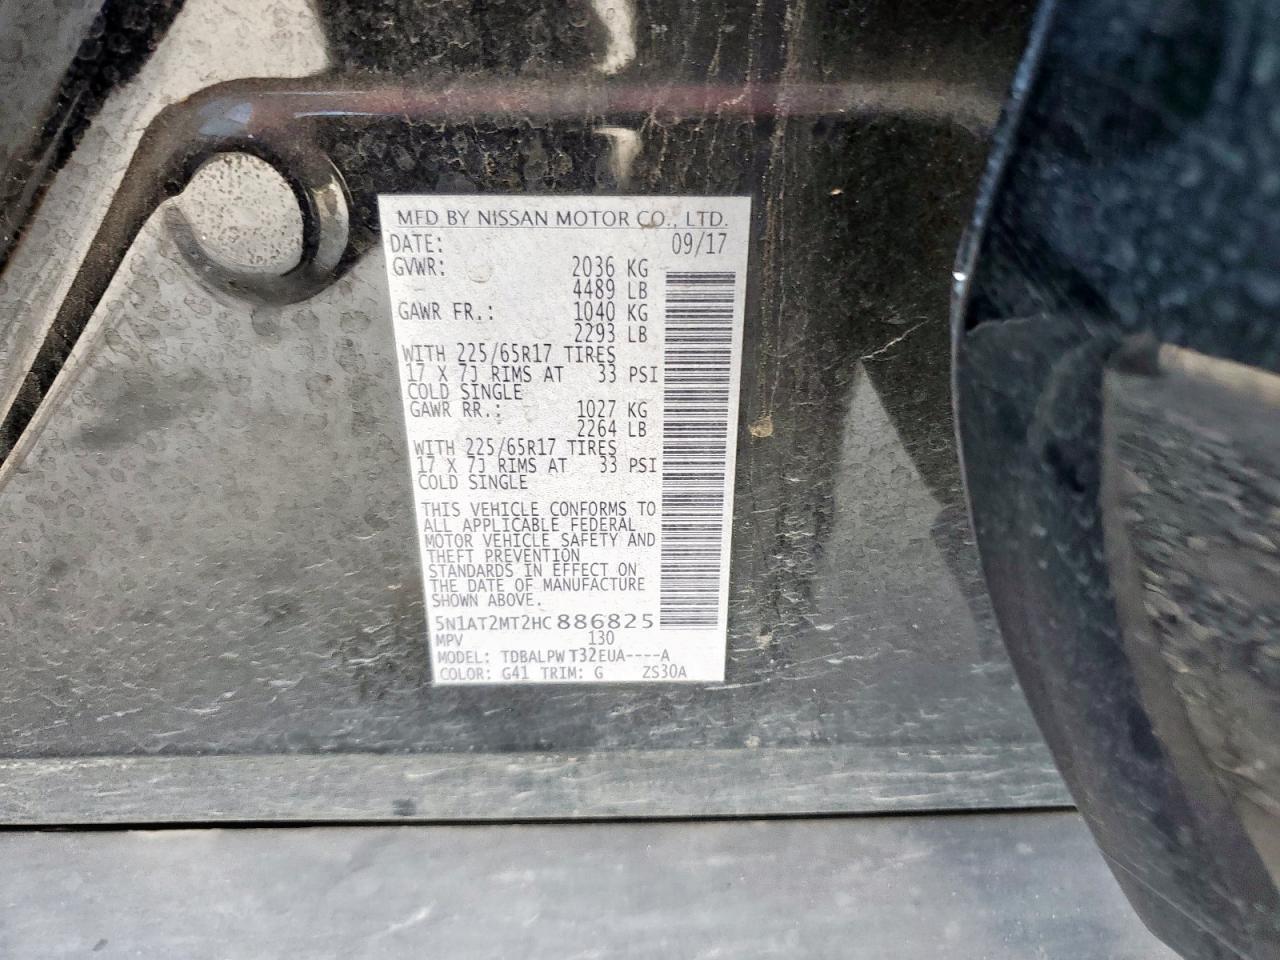 MFD BY NISSAN MOTOR CO., LTD.
DATE: 09/17
GVWR: 2036 KG
4489 LB
GAWR FR.: 1040 KG
2293 LB
WITH 225/65R17 TIRES
17 X 7J RIMS AT 33 PSI
COLD SINGLE
GAWR RR.: 1027 KG
2264 LB
WITH 225/65R17 TIRES
17 X 7J RIMS AT 33 PSI
COLD SINGLE
THIS VEHICLE CONFORMS TO
ALL APPLICABLE FEDERAL
MOTOR VEHICLE SAFETY AND
THEFT PREVENTION
STANDARDS IN EFFECT ON
THE DATE OF MANUFACTURE
SHOWN ABOVE.
5N1AT2MT2HC886825
MPV 130
MODEL: TDBALPWT32EUA----A
COLOR: G41 TRIM: G ZS30A